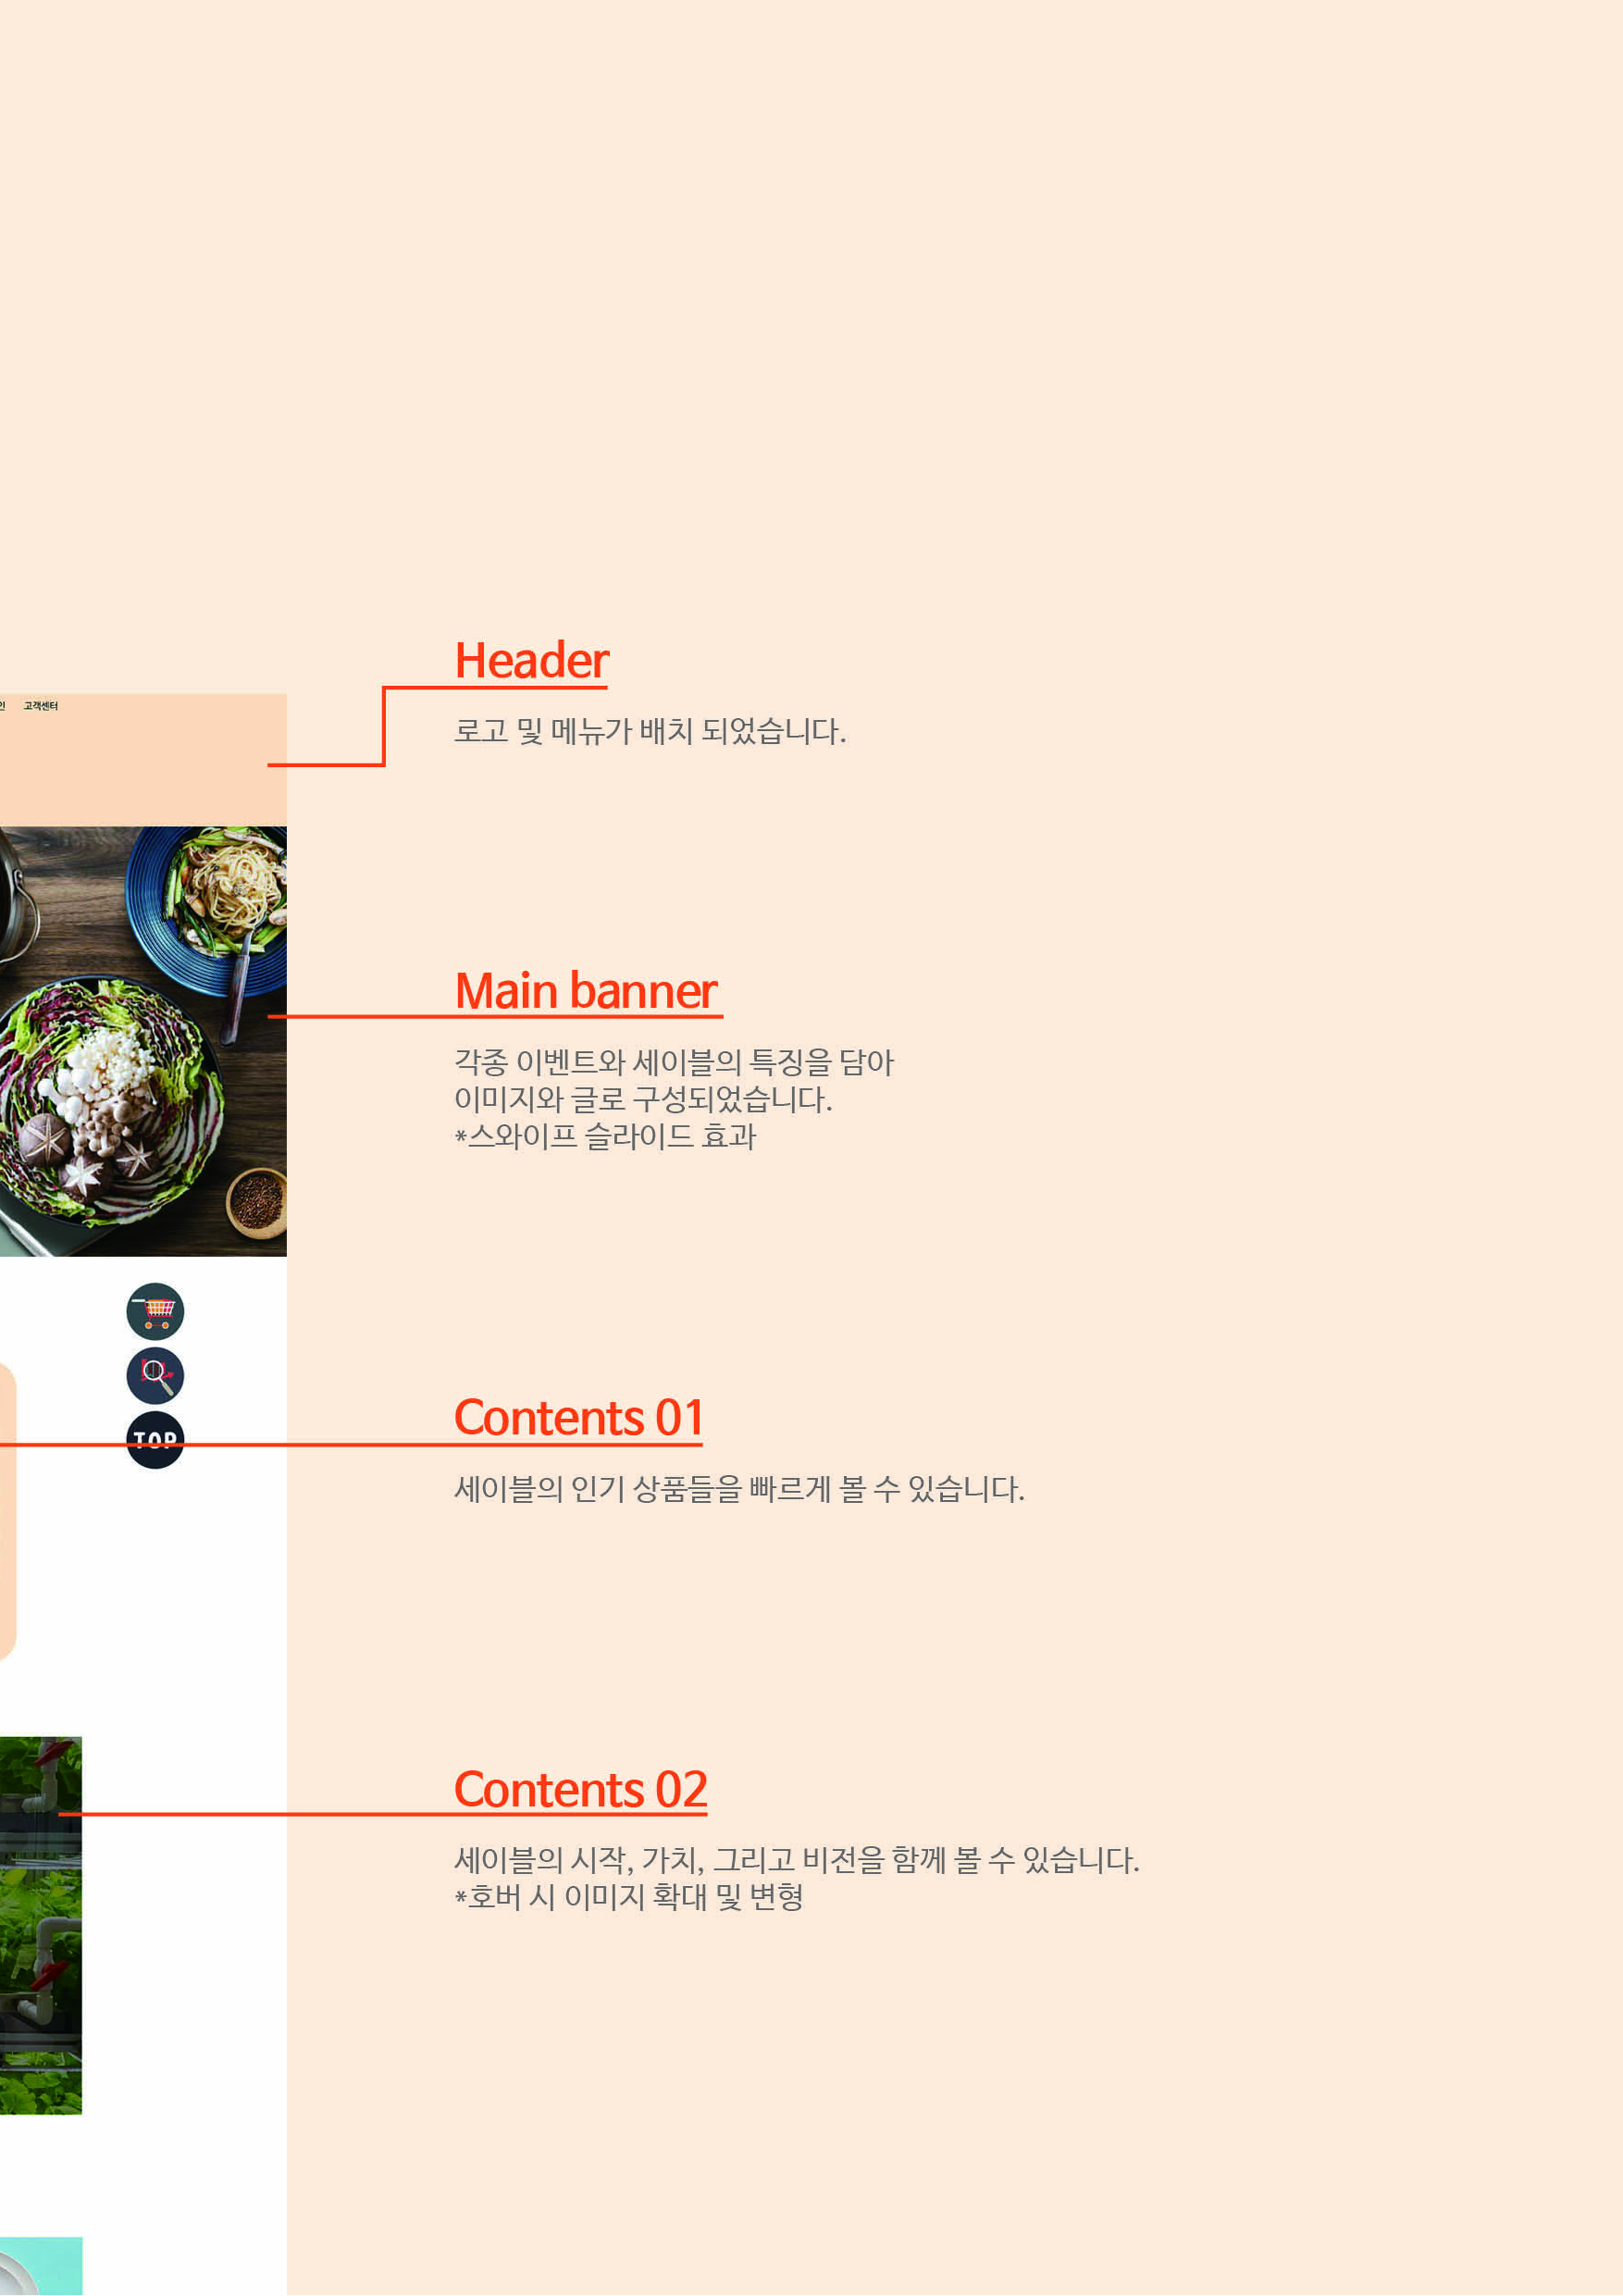 Header
고객센터
로고 및 메뉴가 배치 되었습니다.
Main banner
각종 이벤트와 세이블의 특징을 담아
이미지와 글로 구성되었습니다.
*스와이프 슬라이드 효과
Contents 01
TOP
세이블의 인기 상품들을 빠르게 볼 수 있습니다.
Contents 02
세이블의 시작, 가치, 그리고 비전을 함께 볼 수 있습니다.
*호버 시 이미지 확대 및 변형